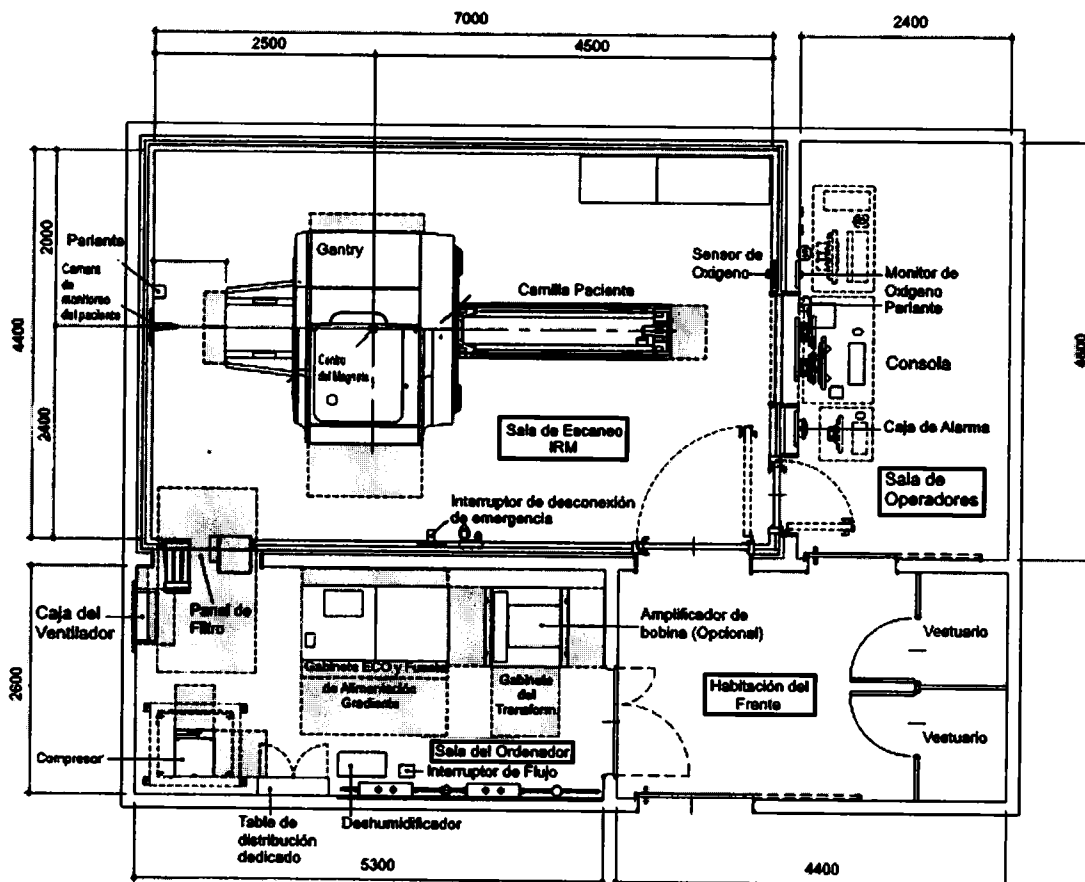 7000
2500
4500
2400
4400
2000
2400
4600
Parlante
Camara
de
monitoreo
del paciente
Gantry
Camilla Paciente
Centro
del Magneto
Sensor de
Oxigeno
Monitor de
Oxigeno
Parlante
Consola
Caja de Alarma
Sala de Escaneo
IRM
Sala de
Operadores
Interruptor de desconexión
de emergencia
Caja del
Ventilador
Panal de
Filtro
Gabinete ECO y Fuente
de Alimentación
Gradiente
Gabinete
del
Transform.
Amplificador de
bobina (Opcional)
Vestuario
Habitación del
Frente
Vestuario
2600
Compresor
Sala del Ordenador
Interruptor de Flujo
Table de
distribución
dedicado
Deshumidificador
5300
4400